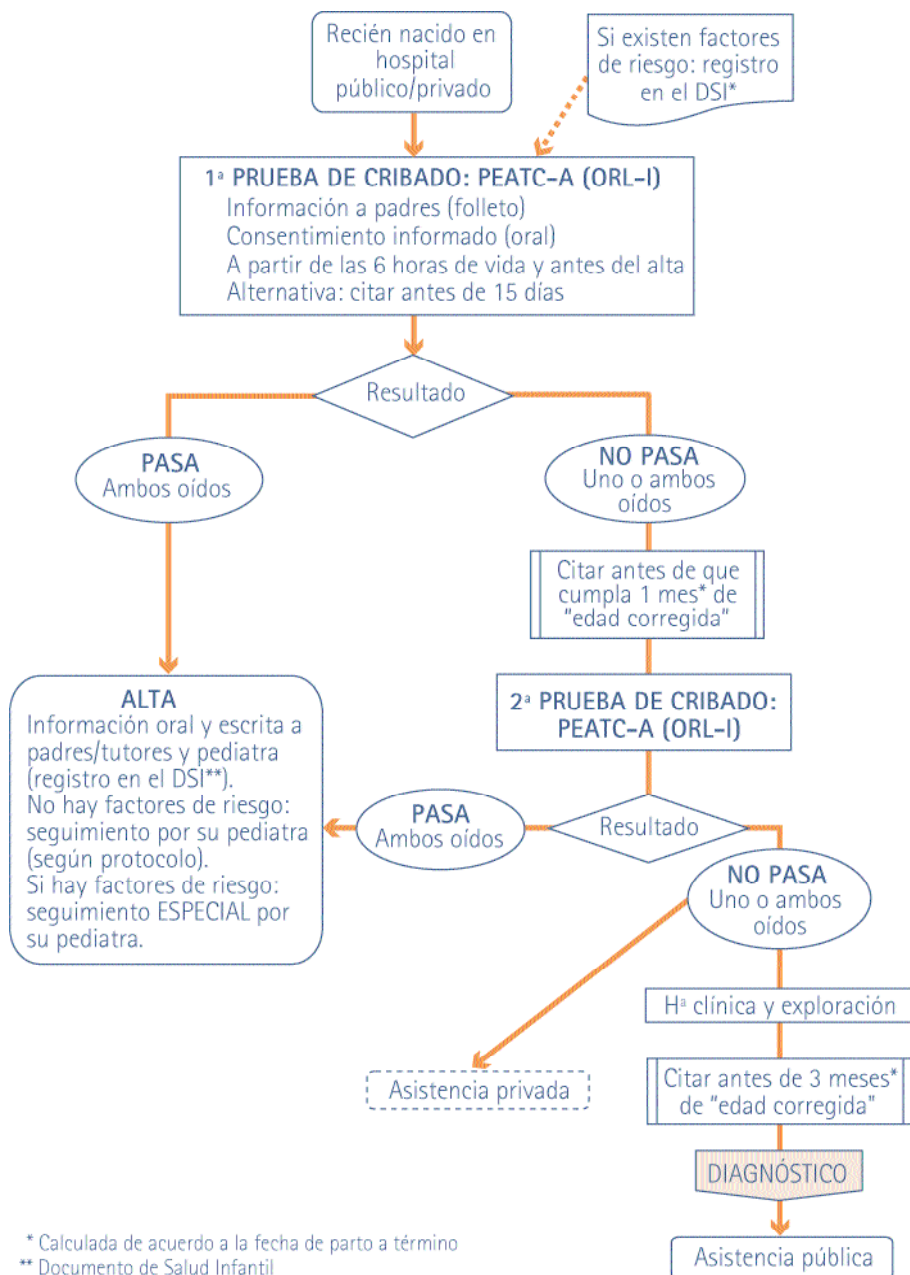 Recién nacido en
hospital
público/privado
Si existen factores
de riesgo: registro
en el DSI*
1ª PRUEBA DE CRIBADO: PEATC-A (ORL-I)
Información a padres (folleto)
Consentimiento informado (oral)
A partir de las 6 horas de vida y antes del alta
Alternativa: citar antes de 15 días
Resultado
PASA
Ambos oídos
NO PASA
Uno o ambos
oídos
Citar antes de que
cumpla 1 mes* de
"edad corregida"
2ª PRUEBA DE CRIBADO:
PEATC-A (ORL-I)
ALTA
Información oral y escrita a
padres/tutores y pediatra
(registro en el DSI**).
No hay factores de riesgo:
seguimiento por su pediatra
(según protocolo).
Si hay factores de riesgo:
seguimiento ESPECIAL por
su pediatra.
PASA
Ambos oídos
Resultado
NO PASA
Uno o ambos
oídos
Hª clínica y exploración
Asistencia privada
Citar antes de 3 meses*
de "edad corregida"
DIAGNÓSTICO
Asistencia pública
* Calculada de acuerdo a la fecha de parto a término
** Documento de Salud Infantil